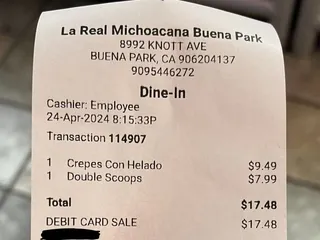 La Real Michoacana Buena Park
8992 KNOTT AVE
BUENA PARK, CA 906204137
9095446272
Dine-In
Cashier: Employee
24-Apr-2024 8:15:33P
Transaction 114907
1 Crepes Con Helado $9.49
1 Double Scoops $7.99
Total $17.48
DEBIT CARD SALE $17.48